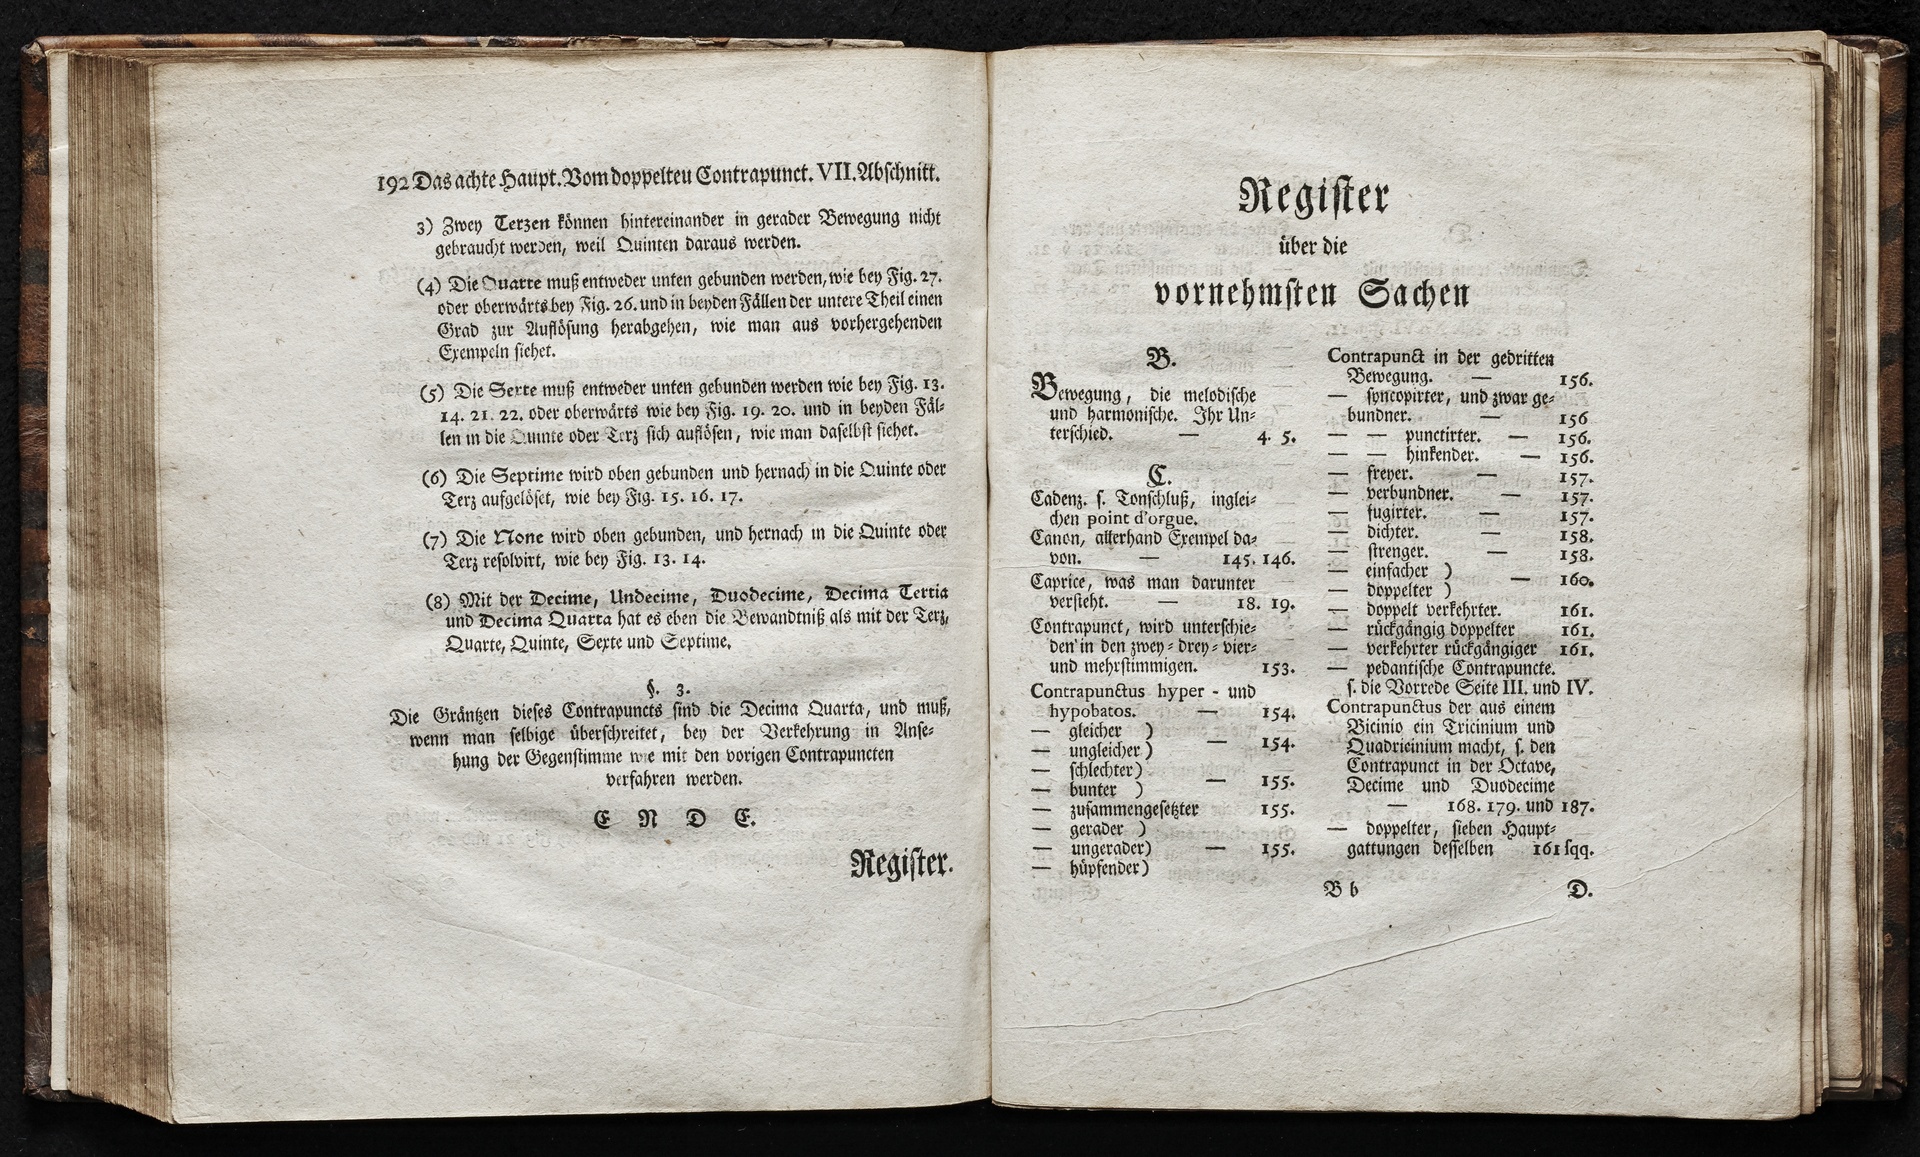 192 Das achte Haupt. Vom doppelteu Contrapunct. VII. Abschnitt.
3) Zwey Terzen können hintereinander in gerader Bewegung nicht
gebraucht werden, weil Quinten daraus werden.
(4) Die Quarte muß entweder unten gebunden werden, wie bey Fig. 27.
oder oberwärts bey Fig. 26. und in beyden Fällen der untere Theil einen
Grad zur Auflösung herabgehen, wie man aus vorhergehenden
Exempeln siehet.
(5) Die Sexte muß entweder unten gebunden werden wie bey Fig. 13.
14. 21. 22. oder oberwärts wie bey Fig. 19. 20. und in beyden Fäl-
len in die Quinte oder Terz sich auflösen, wie man daselbst siehet.
(6) Die Septime wird oben gebunden und hernach in die Quinte oder
Terz aufgelöset, wie bey Fig. 15. 16. 17.
(7) Die None wird oben gebunden, und hernach in die Quinte oder
Terz resolvirt, wie bey Fig. 13. 14.
(8) Mit der Decime, Undecime, Duodecime, Decima Tertia
und Decima Quarta hat es eben die Bewandtniß als mit der Terz,
Quarte, Quinte, Sexte und Septime.
§. 3.
Die Gräntzen dieses Contrapuncts sind die Decima Quarta, und muß,
wenn man selbige überschreitet, bey der Verkehrung in Anse-
hung der Gegenstimme wie mit den vorigen Contrapuncten
verfahren werden.
E N D E.
Register.
Register
über die
vornehmsten Sachen
B.
Bewegung, die melodische
und harmonische. Ihr Un-
terschied. — 4. 5.
C.
Cadenz. s. Tonschluß, inglei-
chen point d'orgue.
Canon, allerhand Exempel da-
von. — 145. 146.
Caprice, was man darunter
versteht. — 18. 19.
Contrapunct, wird unterschie-
den in den zwey- drey- vier-
und mehrstimmigen. 153.
Contrapunctus hyper - und
hypobatos. — 154.
— gleicher )
— ungleicher ) — 154.
— schlechter )
— bunter ) — 155.
— zusammengesetzter 155.
— gerader )
— ungerader ) — 155.
— hüpfender )
Contrapunct in der gedritten
Bewegung. — 156.
— syncopirter, und zwar ge-
bundner. — 156
— — punctirter. — 156.
— — hinkender. — 156.
— freyer. — 157.
— verbundner. — 157.
— fugirter. — 157.
— dichter. — 158.
— strenger. — 158.
— einfacher )
— doppelter ) — 160.
— doppelt verkehrter. 161.
— rückgängig doppelter 161.
— verkehrter rückgängiger 161.
— pedantische Contrapuncte.
s. die Vorrede Seite III. und IV.
Contrapunctus der aus einem
Bicinio ein Tricinium und
Quadricinium macht, s. den
Contrapunct in der Octave,
Decime und Duodecime
— 168. 179. und 187.
— doppelter, sieben Haupt-
gattungen desselben 161 sqq.
B b D.